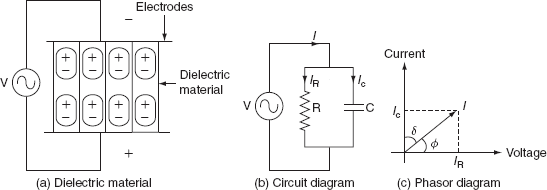 Electrodes
−
V
+ + + +
− − − −
+ + + +
− − − −
Dielectric
material
+
(a) Dielectric material
I
I_R
I_c
V
R
C
(b) Circuit diagram
Current
I_c
I
δ
ϕ
Voltage
I_R
(c) Phasor diagram